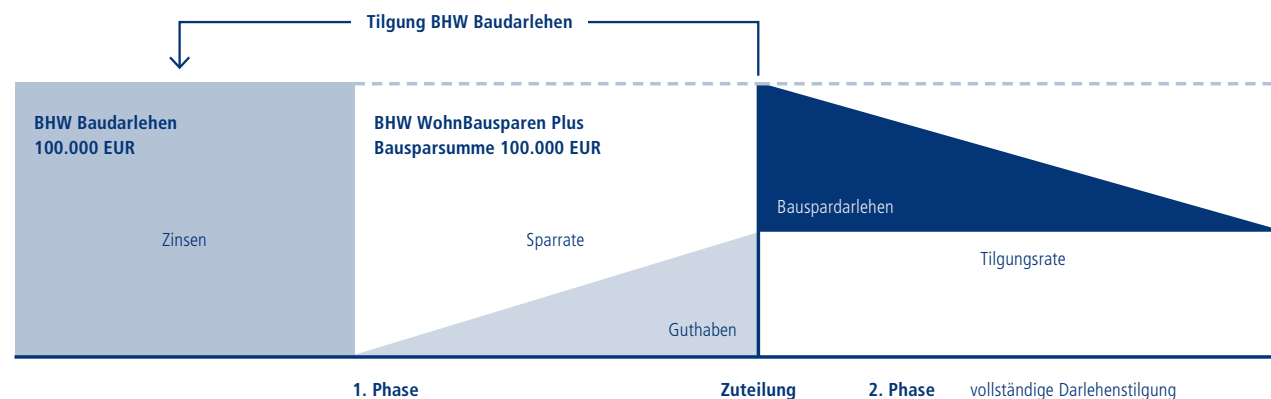 Tilgung BHW Baudarlehen
BHW Baudarlehen
100.000 EUR
BHW WohnBausparen Plus
Bausparsumme 100.000 EUR
Bauspardarlehen
Zinsen
Sparrate
Tilgungsrate
Guthaben
1. Phase
Zuteilung
2. Phase
vollständige Darlehenstilgung